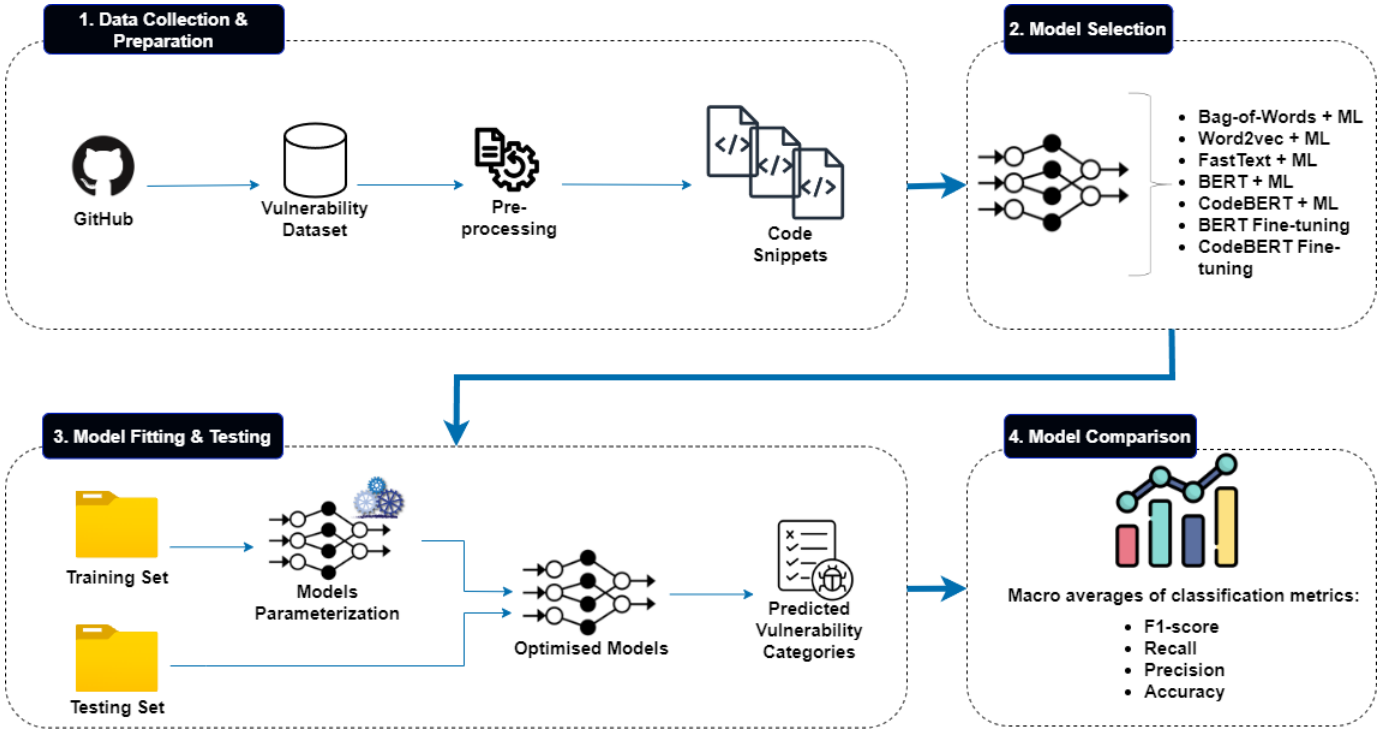 1. Data Collection &
Preparation
GitHub
Vulnerability
Dataset
Pre-
processing
</>
</>
</>
Code
Snippets
2. Model Selection
• Bag-of-Words + ML
• Word2vec + ML
• FastText + ML
• BERT + ML
• CodeBERT + ML
• BERT Fine-tuning
• CodeBERT Fine-
tuning
3. Model Fitting & Testing
Training Set
Models
Parameterization
Testing Set
Optimised Models
Predicted
Vulnerability
Categories
4. Model Comparison
Macro averages of classification metrics:
• F1-score
• Recall
• Precision
• Accuracy